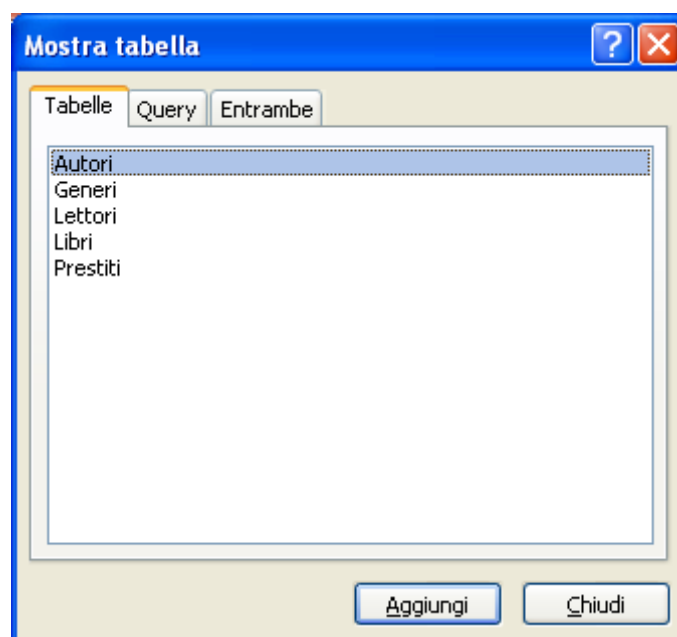 Mostra tabella
Tabelle Query Entrambe
Autori
Generi
Lettori
Libri
Prestiti
Aggiungi Chiudi